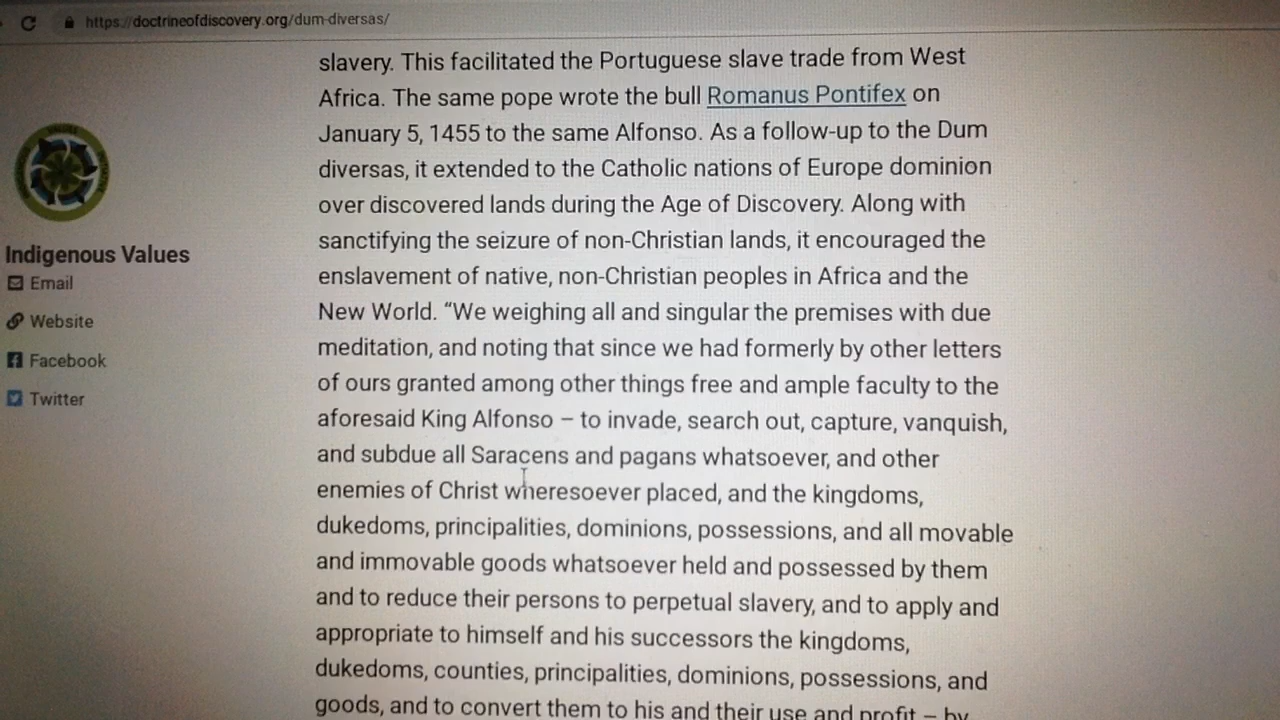 https://doctrineofdiscovery.org/dum-diversas/
slavery. This facilitated the Portuguese slave trade from West
Africa. The same pope wrote the bull Romanus Pontifex on
January 5, 1455 to the same Alfonso. As a follow-up to the Dum
diversas, it extended to the Catholic nations of Europe dominion
over discovered lands during the Age of Discovery. Along with
sanctifying the seizure of non-Christian lands, it encouraged the
enslavement of native, non-Christian peoples in Africa and the
New World. “We weighing all and singular the premises with due
meditation, and noting that since we had formerly by other letters
of ours granted among other things free and ample faculty to the
aforesaid King Alfonso – to invade, search out, capture, vanquish,
and subdue all Saracens and pagans whatsoever, and other
enemies of Christ wheresoever placed, and the kingdoms,
dukedoms, principalities, dominions, possessions, and all movable
and immovable goods whatsoever held and possessed by them
and to reduce their persons to perpetual slavery, and to apply and
appropriate to himself and his successors the kingdoms,
dukedoms, counties, principalities, dominions, possessions, and
goods, and to convert them to his and their use and profit – by
Indigenous Values
Email
Website
Facebook
Twitter